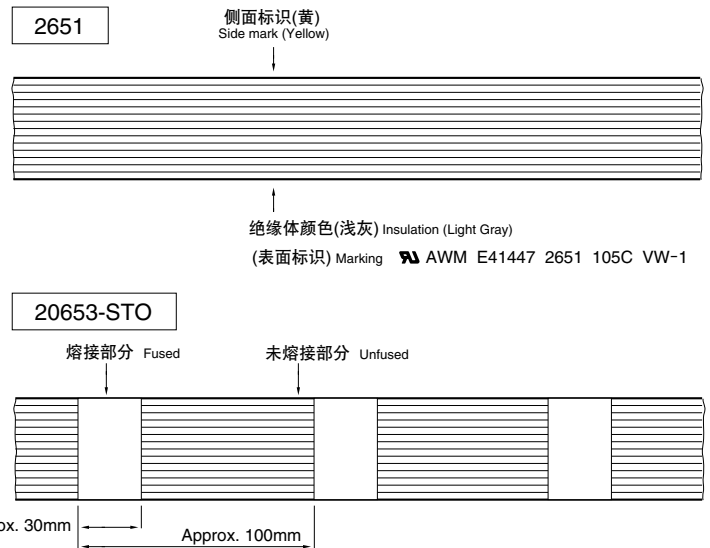 2651
侧面标识(黄)
Side mark (Yellow)
绝缘体颜色(浅灰) Insulation (Light Gray)
(表面标识) Marking AWM E41447 2651 105C VW-1
20653-STO
熔接部分 Fused
未熔接部分 Unfused
30mm
Approx. 100mm